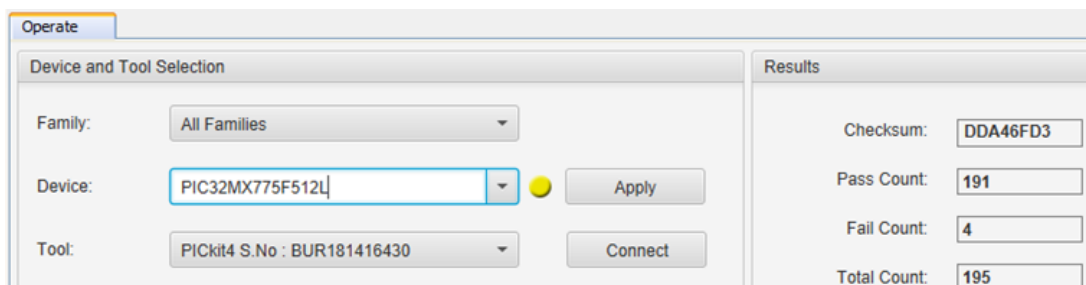 Operate
Device and Tool Selection
Family:
All Families
Device:
PIC32MX775F512L
Apply
Tool:
PICkit4 S.No : BUR181416430
Connect
Results
Checksum:
DDA46FD3
Pass Count:
191
Fail Count:
4
Total Count:
195